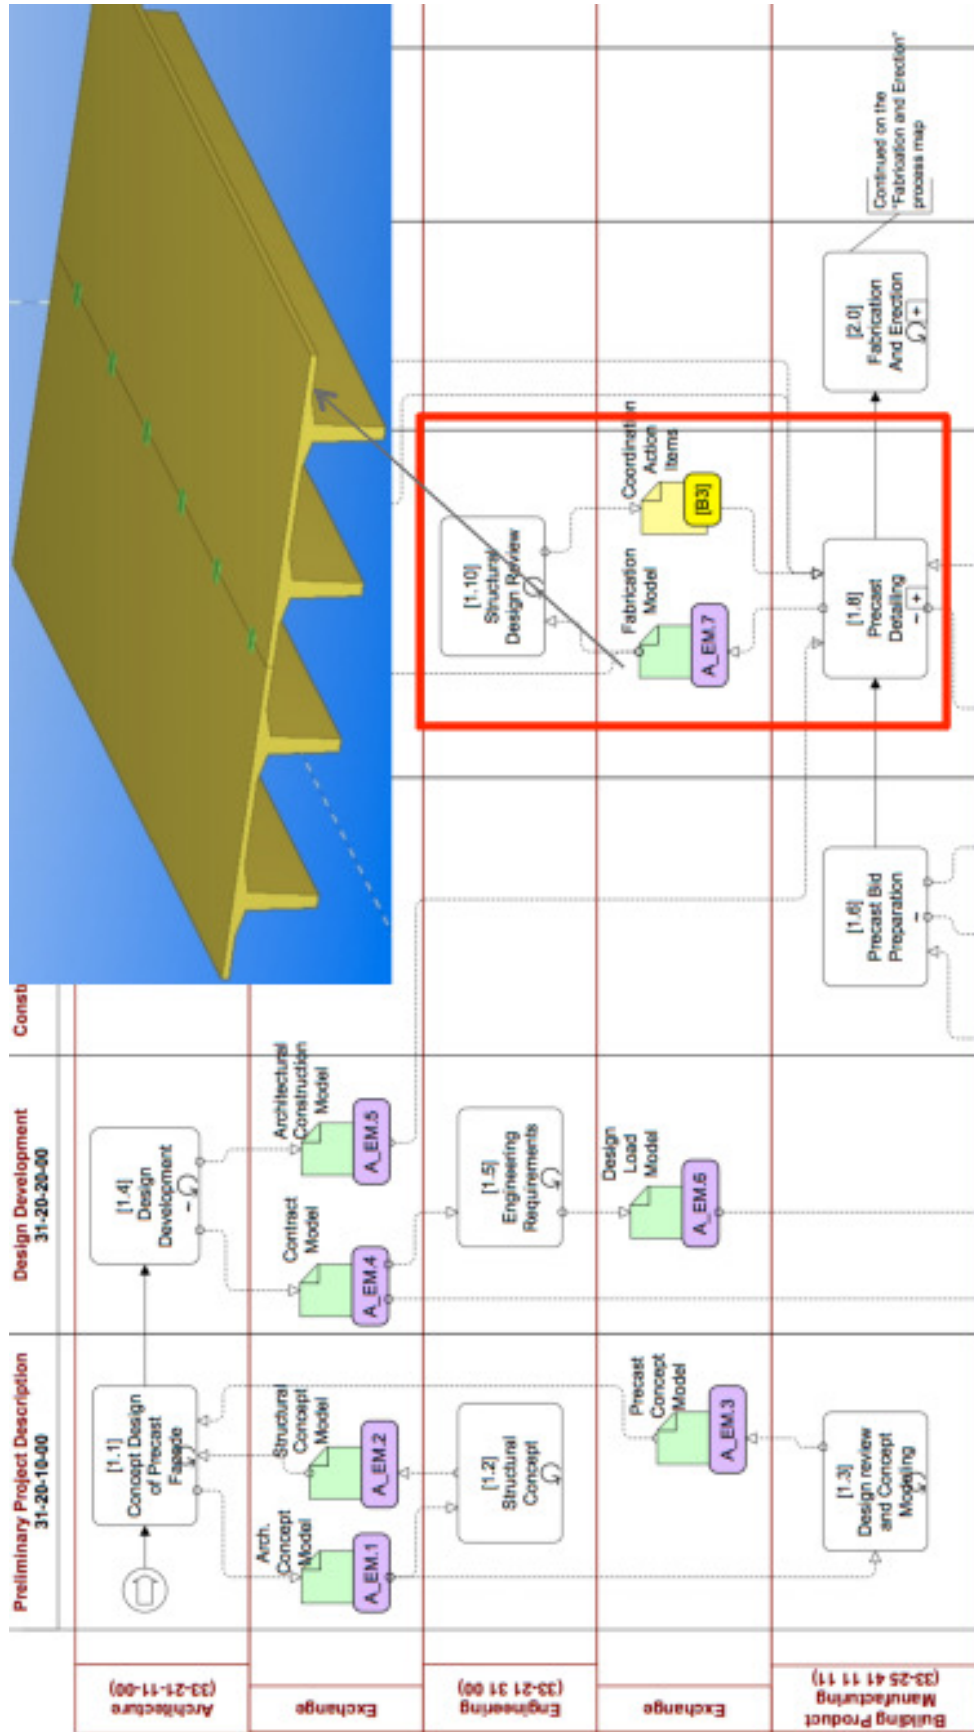 Preliminary Project Description
31-20-10-00
Design Development
31-20-20-00
Const
Architecture
(33-21-11-00)
[1.1]
Concept Design
of Precast
Façade
[1.4]
Design
Development
Exchange
Arch.
Concept
Model
A_EM.1
Structural
Concept
Model
A_EM.2
Contract
Model
A_EM.4
Architectural
Construction
Model
A_EM.5
Engineering
(33-21 31 00)
[1.2]
Structural
Concept
[1.5]
Engineering
Requirements
[1.10]
Structural
Design Review
Exchange
Precast
Concept
Model
A_EM.3
Design
Load
Model
A_EM.6
Fabrication
Model
A_EM.7
Coordination
Action
Items
[B3]
Building Product
Manufacturing
(33-25 41 11 11)
[1.3]
Design review
and Concept
Modeling
[1.6]
Precast Bid
Preparation
[1.8]
Precast
Detailing
[2.0]
Fabrication
And Erection
Continued on the
"Fabrication and Erection"
process map